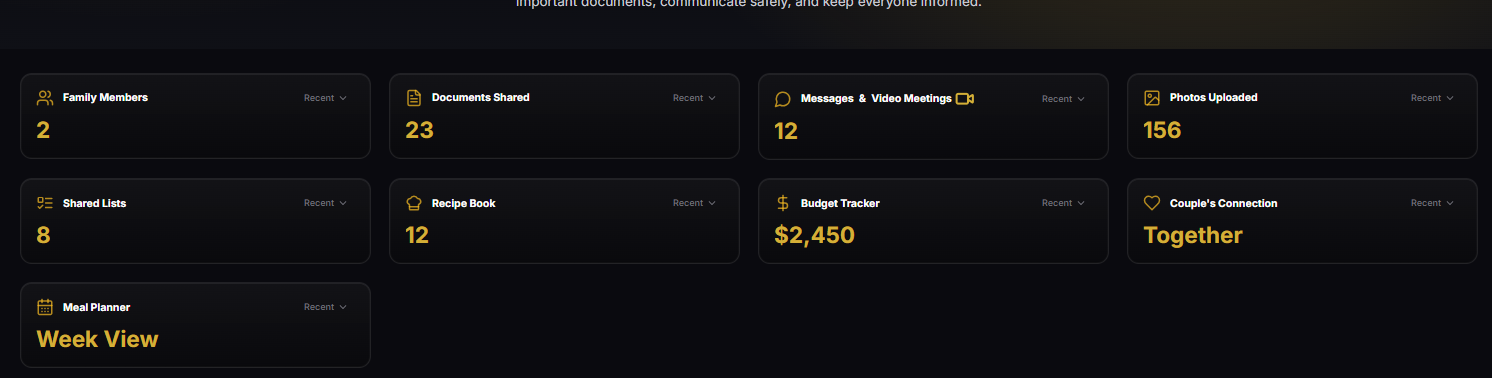 important documents, communicate safely, and keep everyone informed.
Family Members Recent
2
Documents Shared Recent
23
Messages & Video Meetings Recent
12
Photos Uploaded Recent
156
Shared Lists Recent
8
Recipe Book Recent
12
Budget Tracker Recent
$2,450
Couple's Connection Recent
Together
Meal Planner Recent
Week View